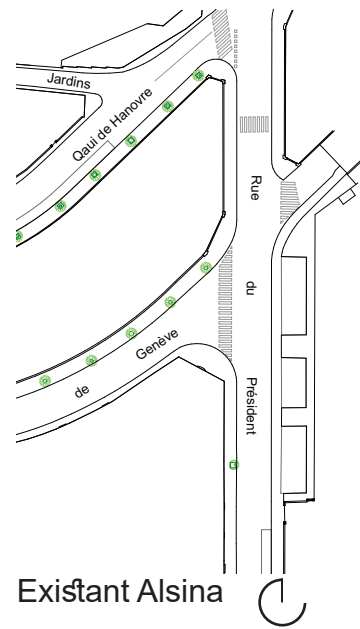 Jardins
Qaui de Hanovre
Rue
du
Président
de
Genève
Existant Alsina